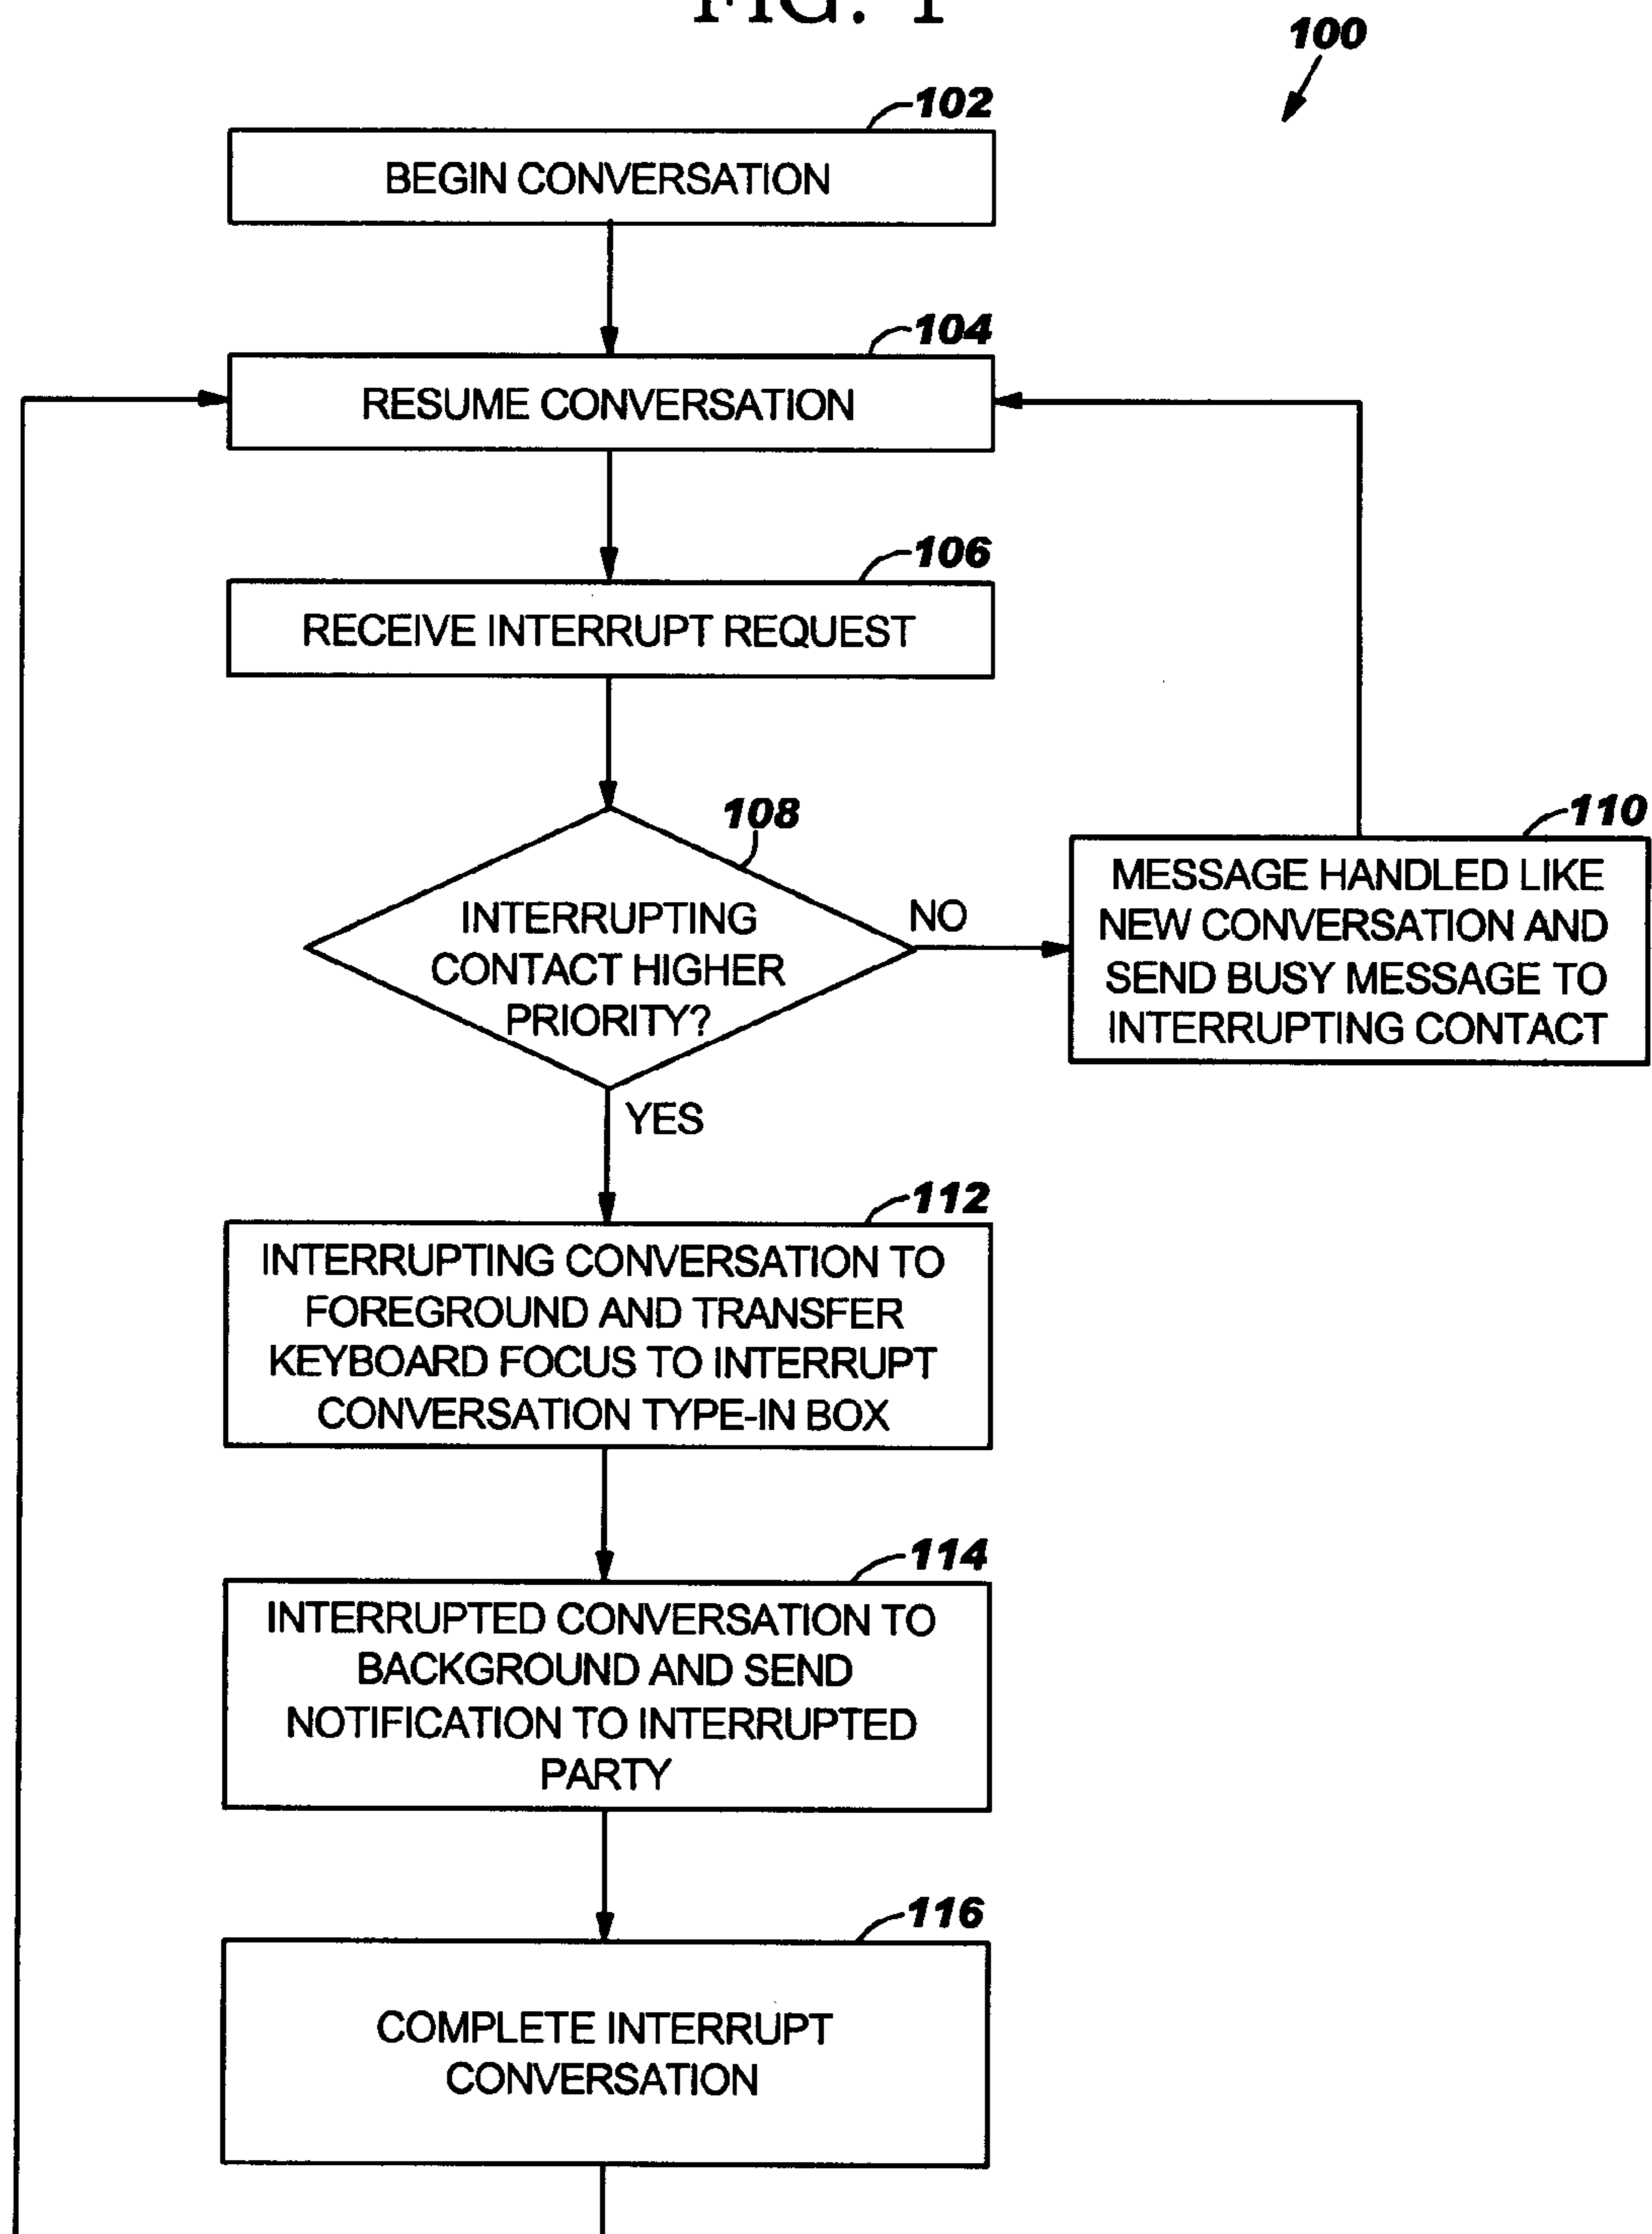 FIG. 1
100
102
BEGIN CONVERSATION
104
RESUME CONVERSATION
106
RECEIVE INTERRUPT REQUEST
108
INTERRUPTING
CONTACT HIGHER
PRIORITY?
NO
110
MESSAGE HANDLED LIKE
NEW CONVERSATION AND
SEND BUSY MESSAGE TO
INTERRUPTING CONTACT
YES
112
INTERRUPTING CONVERSATION TO
FOREGROUND AND TRANSFER
KEYBOARD FOCUS TO INTERRUPT
CONVERSATION TYPE-IN BOX
114
INTERRUPTED CONVERSATION TO
BACKGROUND AND SEND
NOTIFICATION TO INTERRUPTED
PARTY
116
COMPLETE INTERRUPT
CONVERSATION